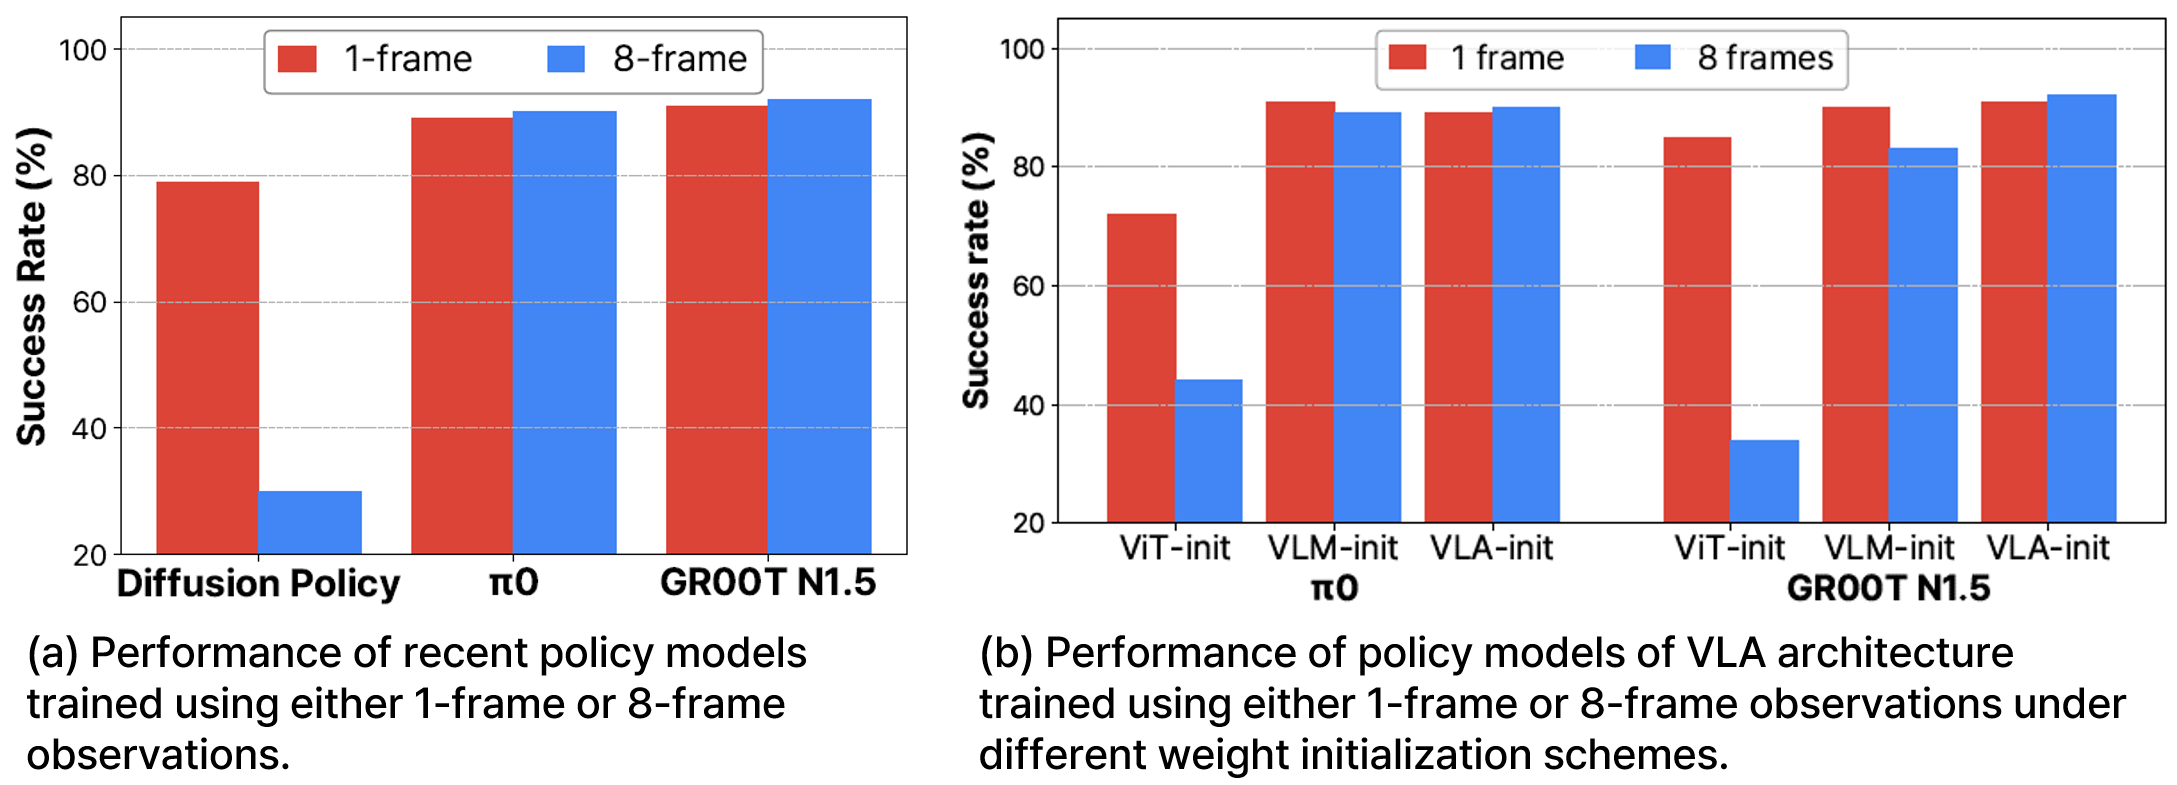 1-frame 8-frame
100
80
60
40
20
Success Rate (%)
Diffusion Policy π0 GR00T N1.5
(a) Performance of recent policy models
trained using either 1-frame or 8-frame
observations.
1 frame 8 frames
100
80
60
40
20
Success rate (%)
ViT-init VLM-init VLA-init ViT-init VLM-init VLA-init
π0 GR00T N1.5
(b) Performance of policy models of VLA architecture
trained using either 1-frame or 8-frame observations under
different weight initialization schemes.